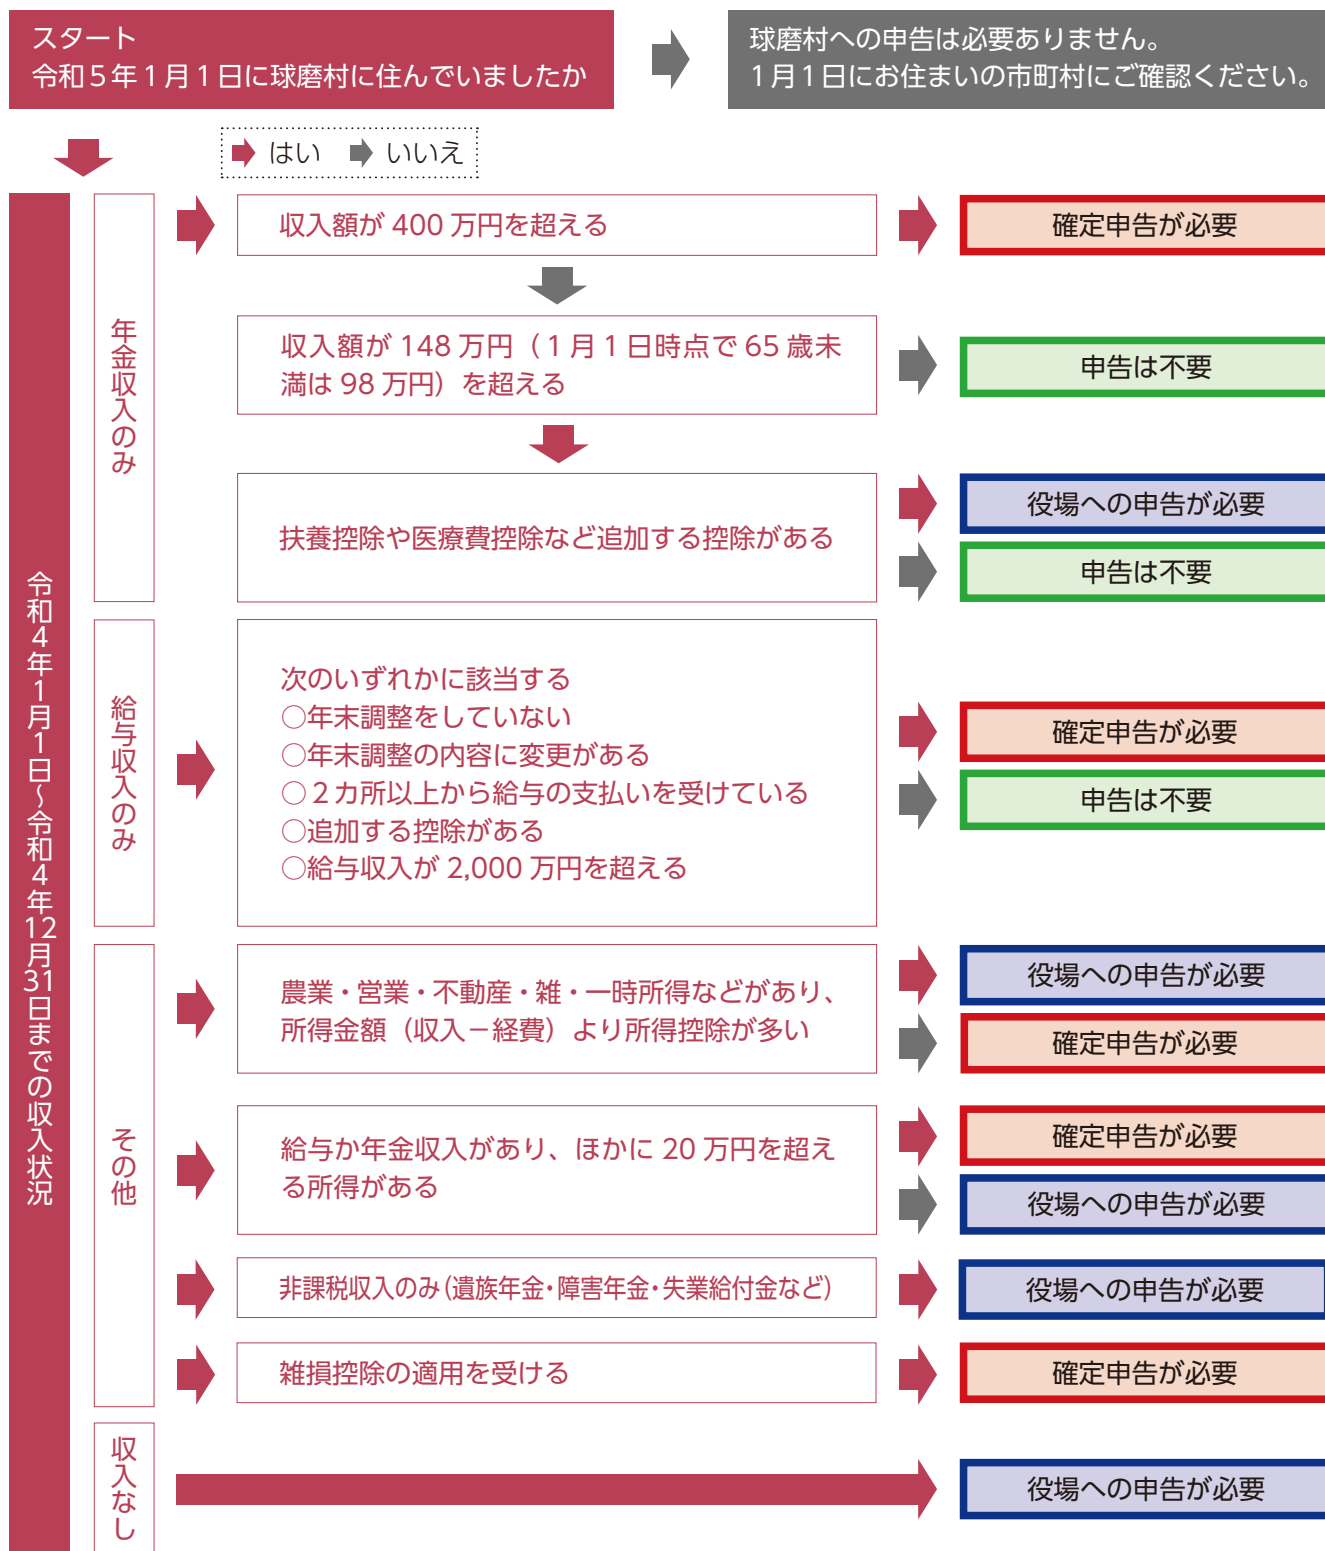 スタート
令和５年１月１日に球磨村に住んでいましたか
球磨村への申告は必要ありません。
１月１日にお住まいの市町村にご確認ください。
はい
いいえ
令和４年１月１日～令和４年12月31日までの収入状況
年金収入のみ
収入額が 400 万円を超える
確定申告が必要
収入額が 148 万円（１月１日時点で 65 歳未
満は 98 万円）を超える
申告は不要
扶養控除や医療費控除など追加する控除がある
役場への申告が必要
申告は不要
給与収入のみ
次のいずれかに該当する
○年末調整をしていない
○年末調整の内容に変更がある
○２カ所以上から給与の支払いを受けている
○追加する控除がある
○給与収入が 2,000 万円を超える
確定申告が必要
申告は不要
その他
農業・営業・不動産・雑・一時所得などがあり、
所得金額（収入－経費）より所得控除が多い
役場への申告が必要
確定申告が必要
給与か年金収入があり、ほかに 20 万円を超え
る所得がある
確定申告が必要
役場への申告が必要
非課税収入のみ（遺族年金・障害年金・失業給付金など）
役場への申告が必要
雑損控除の適用を受ける
確定申告が必要
収入なし
役場への申告が必要